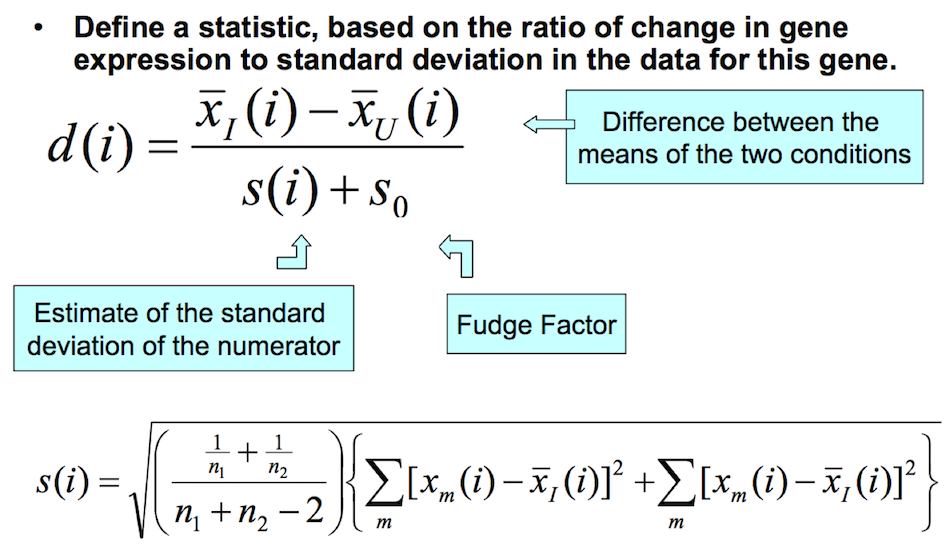 • Define a statistic, based on the ratio of change in gene
expression to standard deviation in the data for this gene.
d(i) = \frac{\bar{x}_I(i) - \bar{x}_U(i)}{s(i) + s_0}
Difference between the
means of the two conditions
Estimate of the standard
deviation of the numerator
Fudge Factor
s(i) = \sqrt{\left(\frac{\frac{1}{n_1} + \frac{1}{n_2}}{n_1 + n_2 - 2}\right)\left\{\sum_m [x_m(i) - \bar{x}_I(i)]^2 + \sum_m [x_m(i) - \bar{x}_I(i)]^2\right\}}